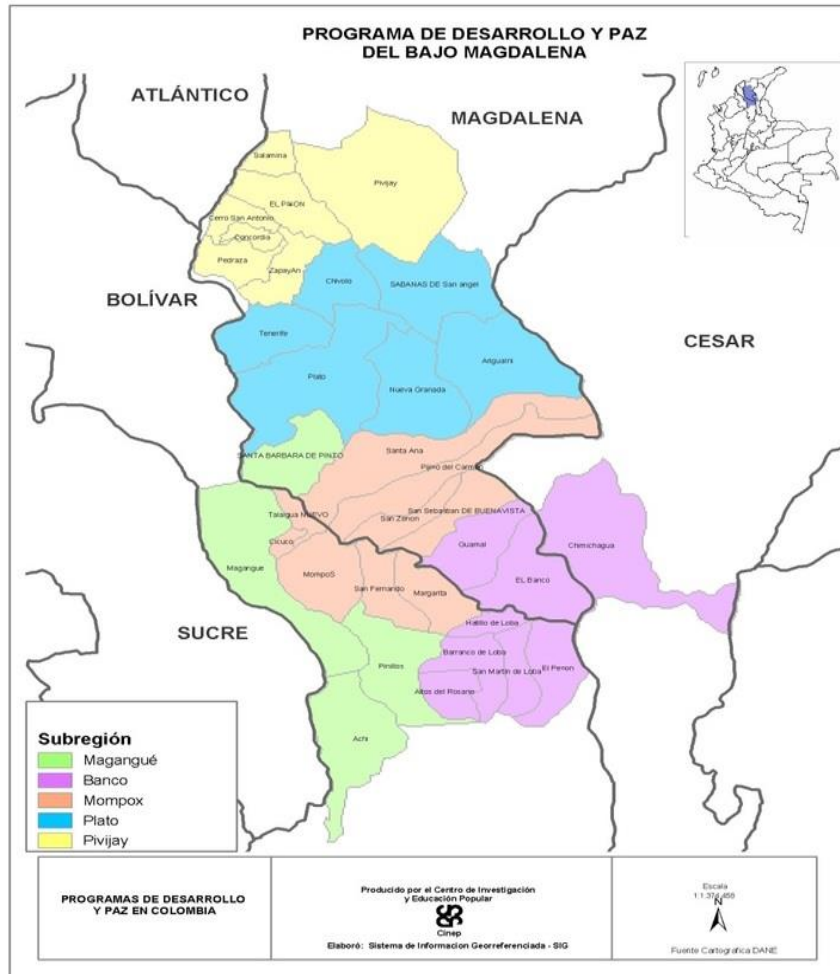 PROGRAMA DE DESARROLLO Y PAZ
DEL BAJO MAGDALENA
ATLÁNTICO
MAGDALENA
Salamina
Pivijay
EL PIñON
Cerro San Antonio
Concordia
Pedraza
ZapayAn
Chivolo
SABANAS DE San angel
BOLÍVAR
CESAR
Tenerife
Ariguaini
Plato
Nueva Granada
Santa Ana
SANTA BARBARA DE PINTO
Pijiño del Carmen
San Sebastian DE BUENAVISTA
Talaigua NUEVO
San Zenon
Cicuco
Chimichagua
Guamal
Magangue
MompoS
EL Banco
San Fernando
Margarita
SUCRE
Hatillo de Loba
Barranco de Loba
Pinillos
San Martin de Loba
El Penon
Altos del Rosario
Achi
Subregión
Magangué
Banco
Mompox
Plato
Pivijay
PROGRAMAS DE DESARROLLO
Y PAZ EN COLOMBIA
Producido por el Centro de Investigación
y Educación Popular
Cinep
Elaboró: Sistema de Informacion Georreferenciada - SIG
Escala
N
Fuente Cartografica DANE